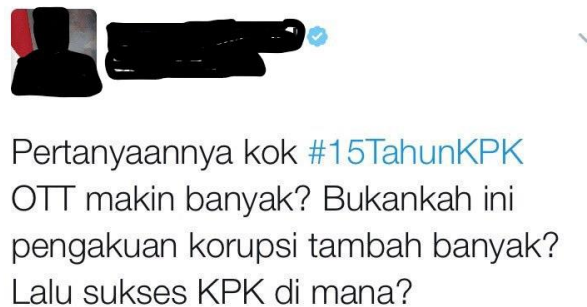 Pertanyaannya kok #15TahunKPK
OTT makin banyak? Bukankah ini
pengakuan korupsi tambah banyak?
Lalu sukses KPK di mana?